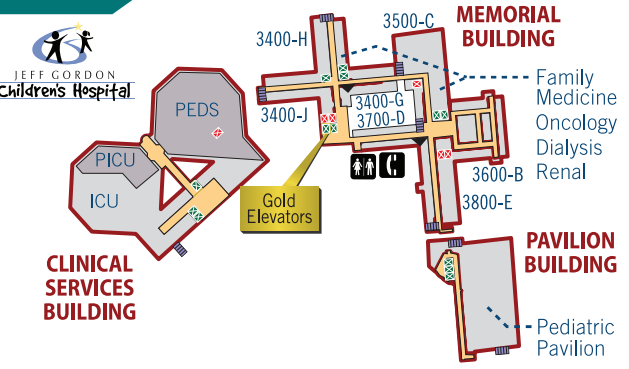 JEFF GORDON
Children's Hospital
MEMORIAL
BUILDING
3500-C
3400-H
Family
Medicine
Oncology
Dialysis
Renal
PEDS
3400-J
3400-G
3700-D
PICU
ICU
3600-B
3800-E
Gold
Elevators
CLINICAL
SERVICES
BUILDING
PAVILION
BUILDING
Pediatric
Pavilion